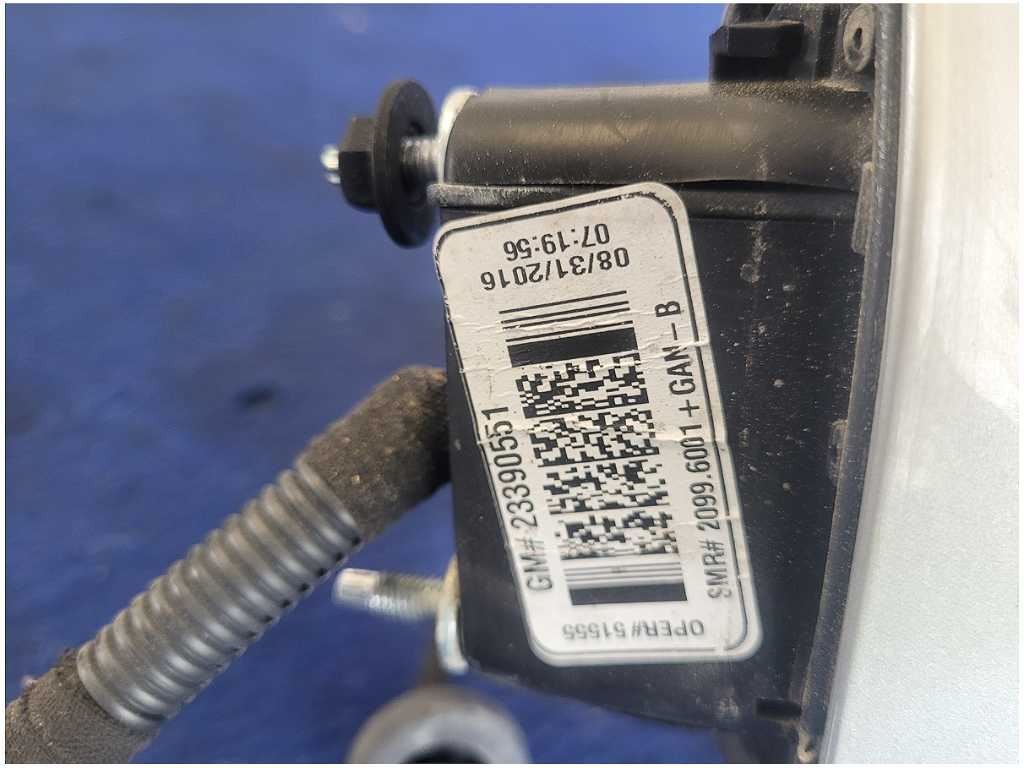 08/31/2016
07:19:56
GM# 23390551
SMR# 2099.6001+GAN-B
OPER# 51555